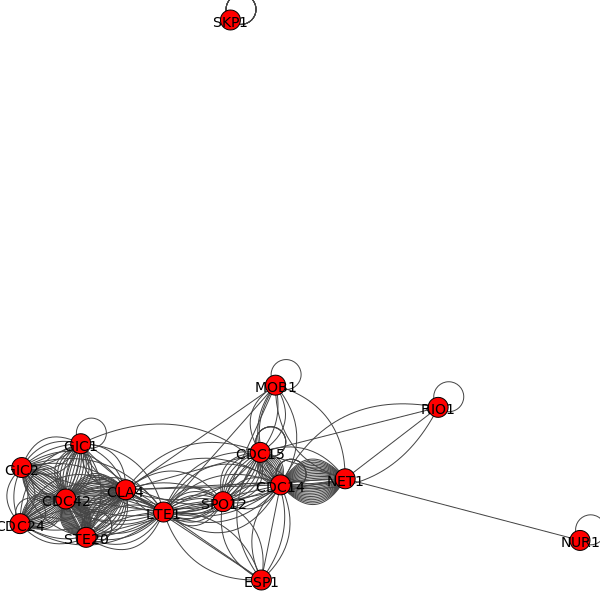 SKP1
MOB1
RIO1
GIC1
CDC15
GIC2
CDC14
NET1
CLA4
CDC42
SPO12
LTE1
CDC24
STE20
NUR1
ESP1